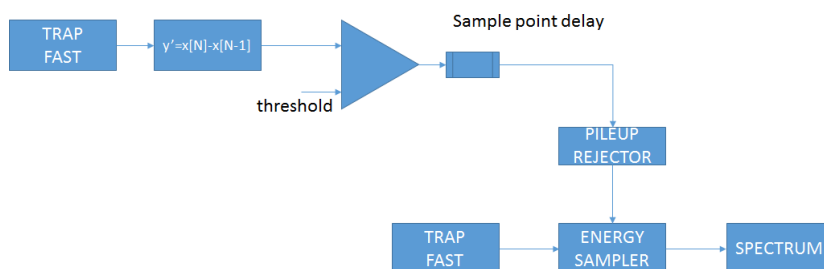 Sample point delay
TRAP
FAST
y’=x[N]-x[N-1]
threshold
PILEUP
REJECTOR
TRAP
FAST
ENERGY
SAMPLER
SPECTRUM